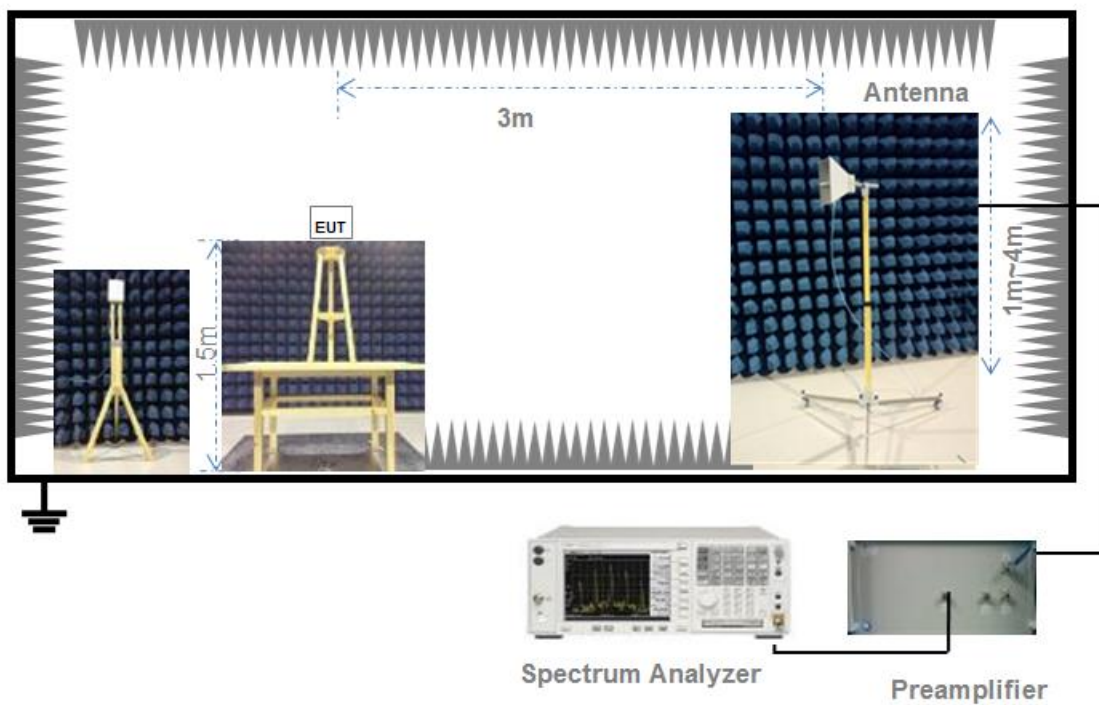 Antenna
3m
EUT
1.5m
1m~4m
Spectrum Analyzer
Preamplifier